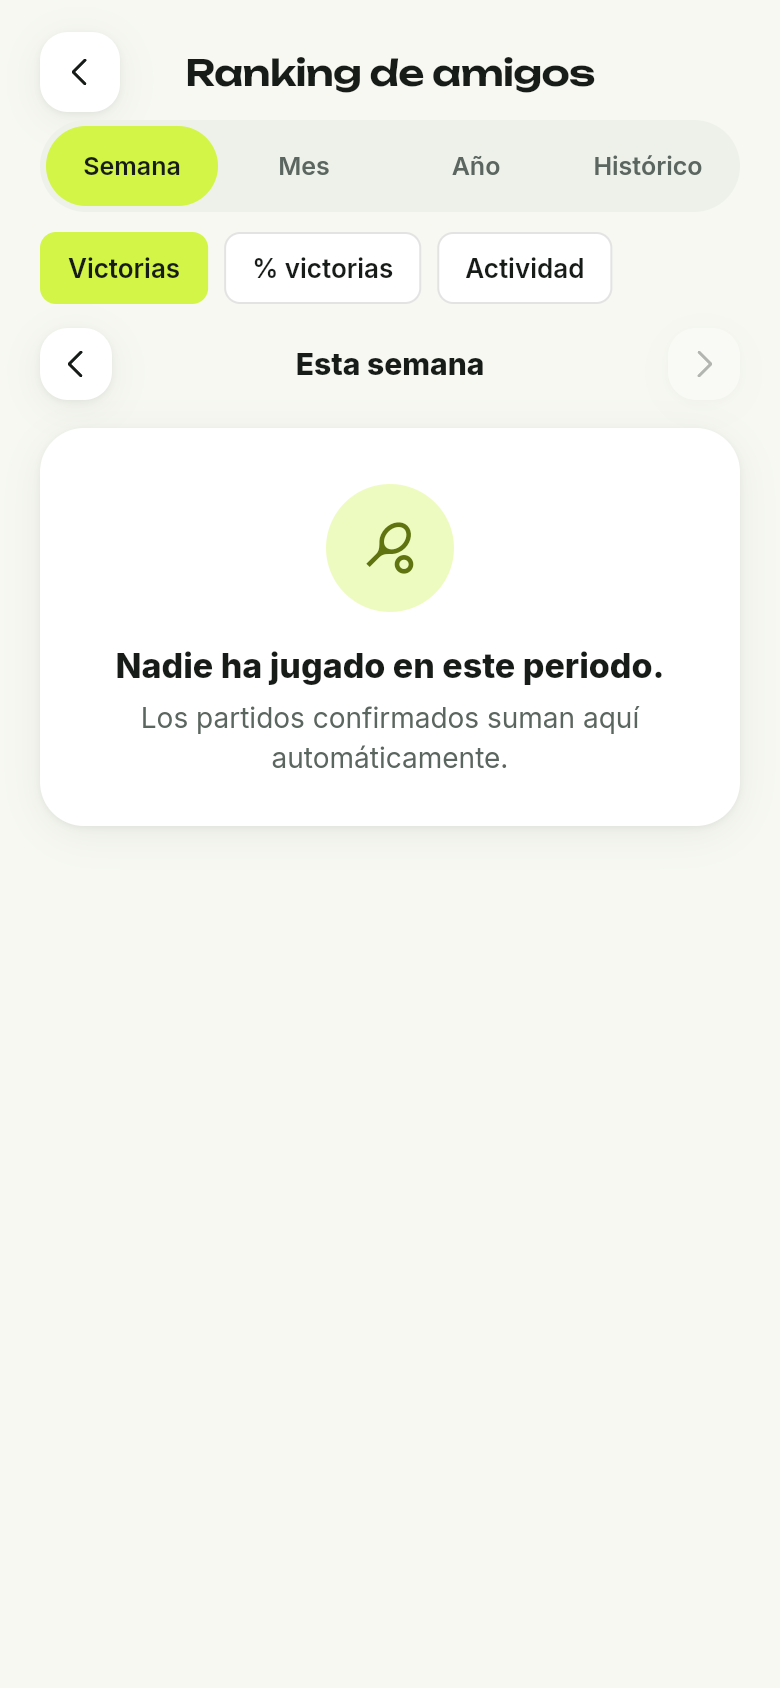 Ranking de amigos
Semana Mes Año Histórico
Victorias % victorias Actividad
Esta semana
Nadie ha jugado en este periodo.
Los partidos confirmados suman aquí
automáticamente.